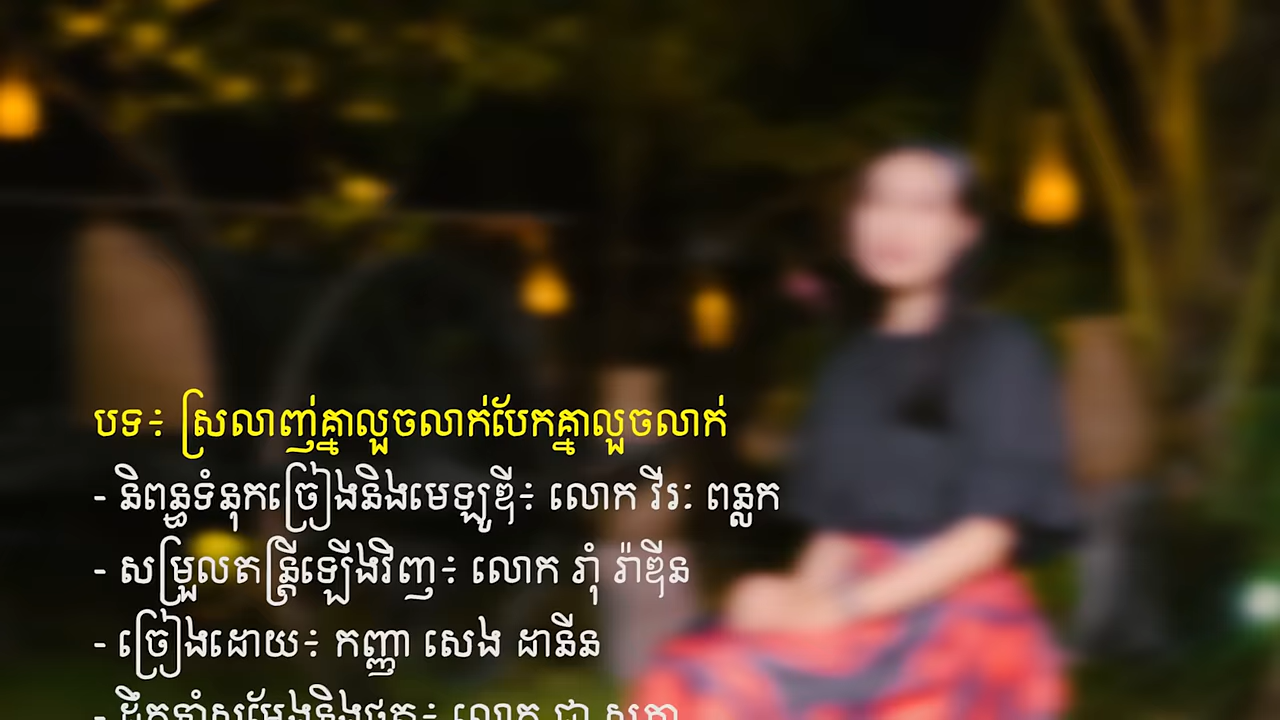 បទ÷ ស្រលាញ់គ្នាលួចលាក់បែកគ្នាលួចលាក់
- និពន្ធទំនុកច្រៀងនិងមេឡូឌី÷ លោក វីរៈ ពន្លក
- សម្រួលតន្ត្រីឡើងវិញ÷ លោក រាំុ រ៉ាឌីន
- ច្រៀងដោយ÷ កញ្ញា សេង ដានីន